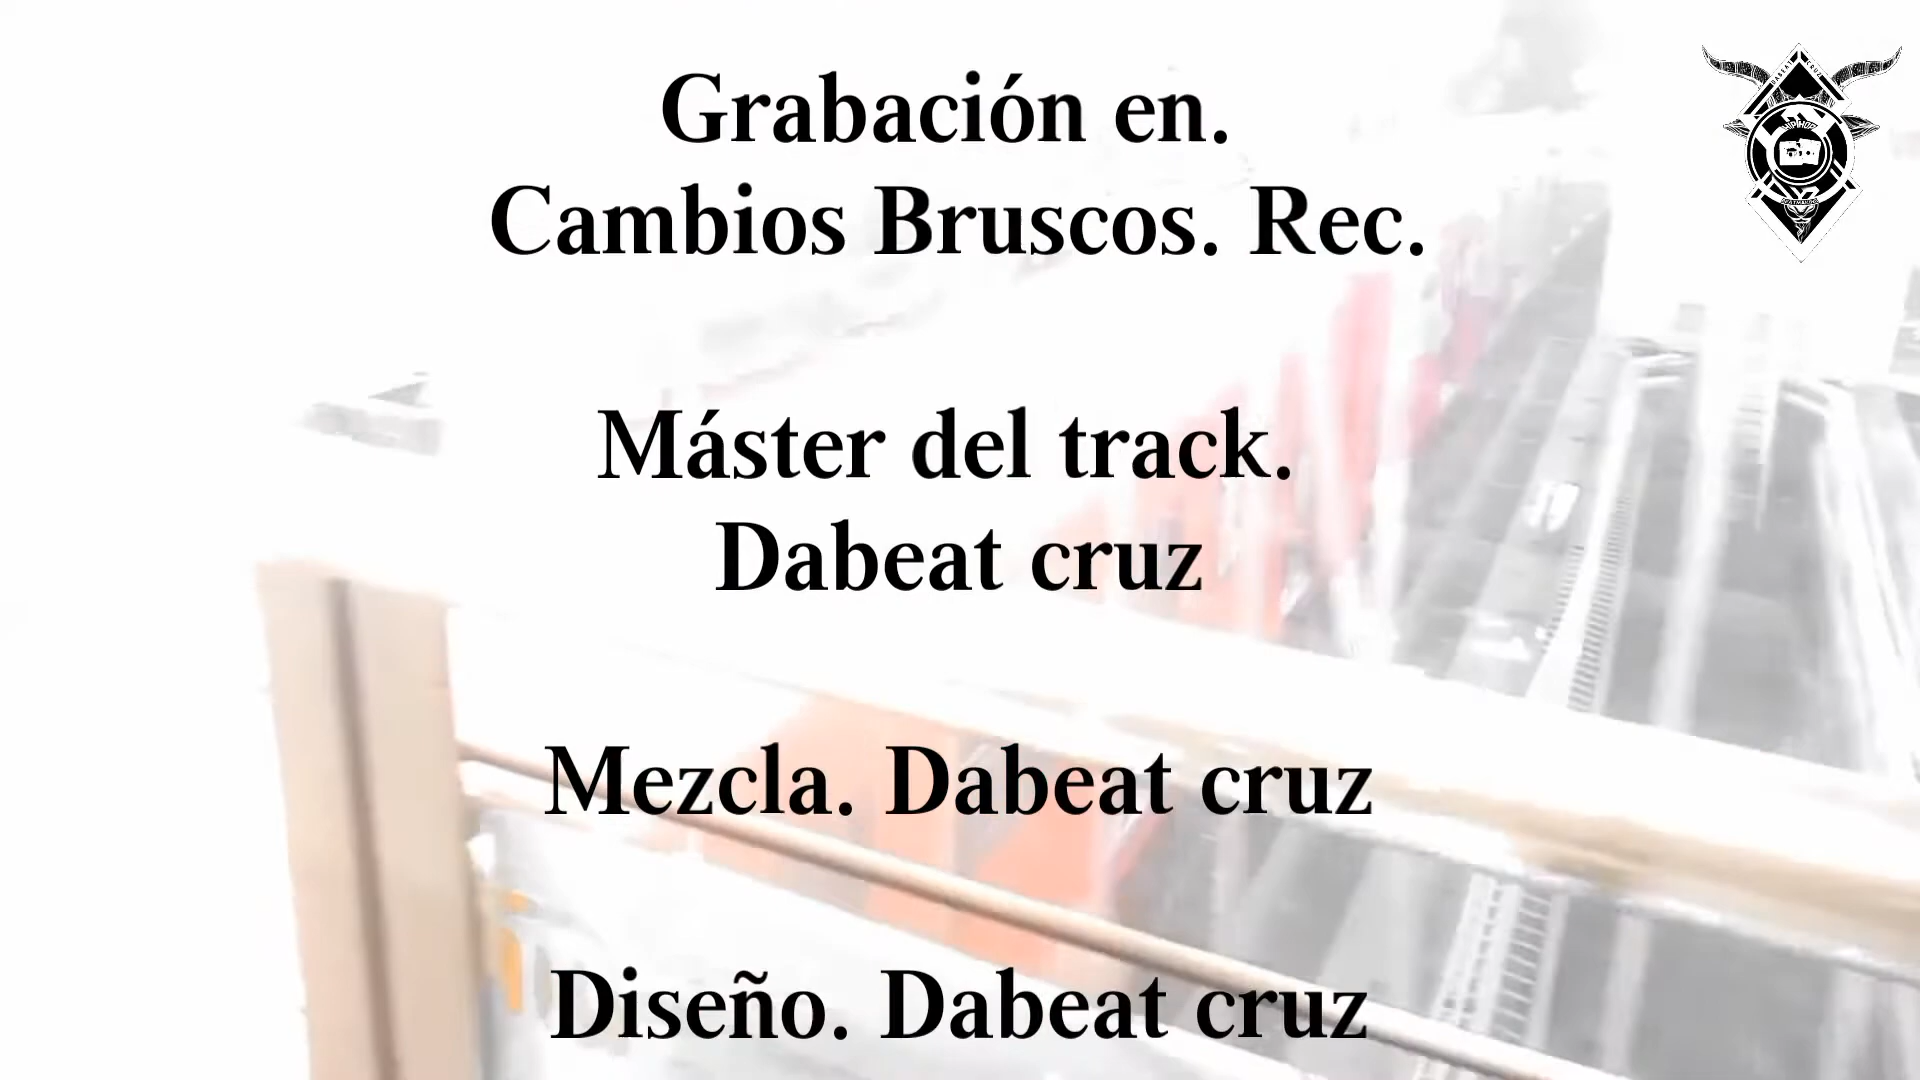 Grabación en.
Cambios Bruscos. Rec.
Máster del track.
Dabeat cruz
Mezcla. Dabeat cruz
Diseño. Dabeat cruz